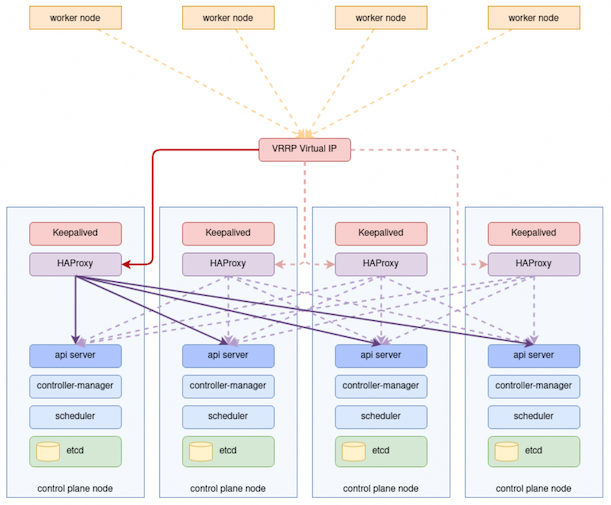 worker node
worker node
worker node
worker node
VRRP Virtual IP
Keepalived
Keepalived
Keepalived
Keepalived
HAProxy
HAProxy
HAProxy
HAProxy
api server
api server
api server
api server
controller-manager
controller-manager
controller-manager
controller-manager
scheduler
scheduler
scheduler
scheduler
etcd
etcd
etcd
etcd
control plane node
control plane node
control plane node
control plane node